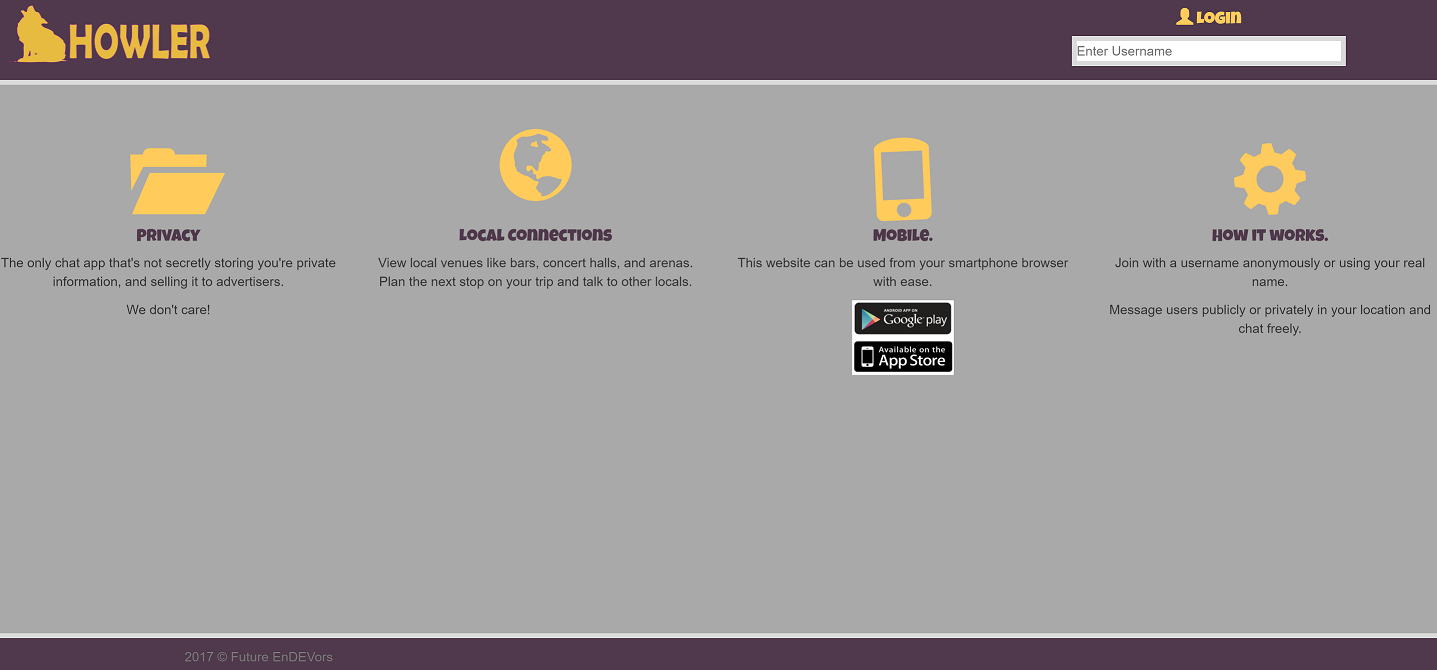 HOWLER
LOGIN
Enter Username
PRIVACY
The only chat app that's not secretly storing you're private
information, and selling it to advertisers.
We don't care!
LOCAL CONNECTIONS
View local venues like bars, concert halls, and arenas.
Plan the next stop on your trip and talk to other locals.
MOBILE.
This website can be used from your smartphone browser
with ease.
ANDROID APP ON
Google play
Available on the
App Store
HOW IT WORKS.
Join with a username anonymously or using your real
name.
Message users publicly or privately in your location and
chat freely.
2017 © Future EnDEVors